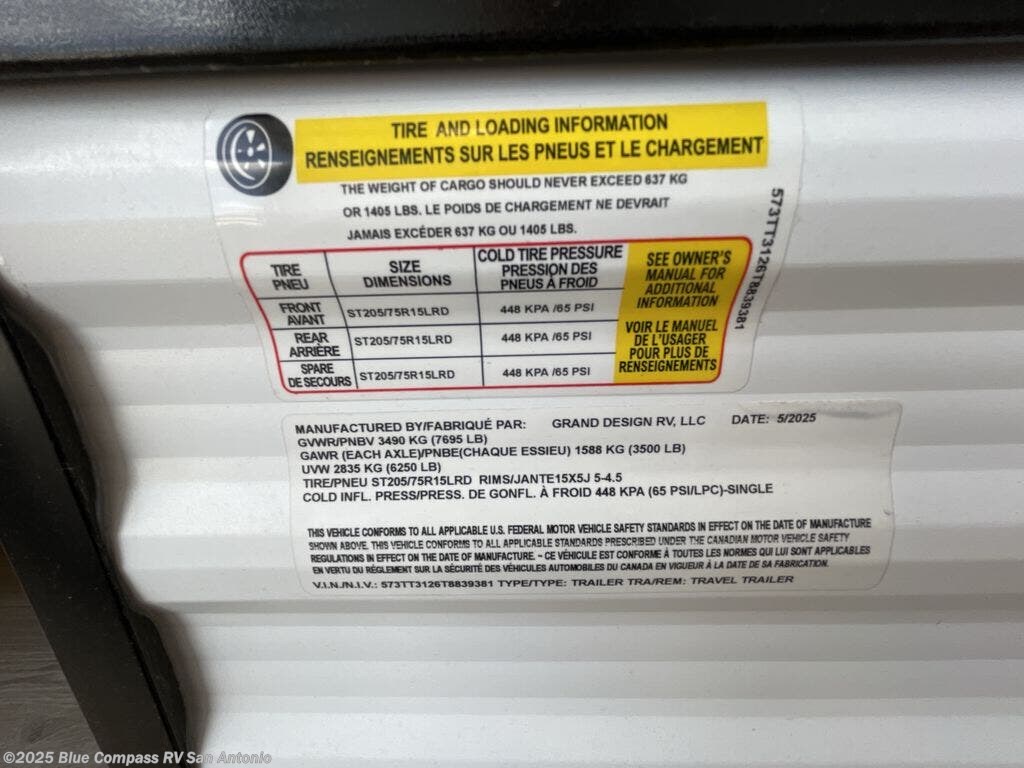 TIRE AND LOADING INFORMATION
RENSEIGNEMENTS SUR LES PNEUS ET LE CHARGEMENT
THE WEIGHT OF CARGO SHOULD NEVER EXCEED 637 KG
OR 1405 LBS. LE POIDS DE CHARGEMENT NE DEVRAIT
JAMAIS EXCÉDER 637 KG OU 1405 LBS.
TIRE
PNEU
SIZE
DIMENSIONS
COLD TIRE PRESSURE
PRESSION DES
PNEUS À FROID
FRONT
AVANT
ST205/75R15LRD
448 KPA /65 PSI
REAR
ARRIÈRE
ST205/75R15LRD
448 KPA /65 PSI
SPARE
DE SECOURS
ST205/75R15LRD
448 KPA /65 PSI
SEE OWNER'S
MANUAL FOR
ADDITIONAL
INFORMATION
VOIR LE MANUEL
DE L'USAGER
POUR PLUS DE
RENSEIGNEMENTS
573TT3126T8839381
MANUFACTURED BY/FABRIQUÉ PAR: GRAND DESIGN RV, LLC DATE: 5/2025
GVWR/PNBV 3490 KG (7695 LB)
GAWR (EACH AXLE)/PNBE(CHAQUE ESSIEU) 1588 KG (3500 LB)
UVW 2835 KG (6250 LB)
TIRE/PNEU ST205/75R15LRD RIMS/JANTE15X5J 5-4.5
COLD INFL. PRESS/PRESS. DE GONFL. À FROID 448 KPA (65 PSI/LPC)-SINGLE
THIS VEHICLE CONFORMS TO ALL APPLICABLE U.S. FEDERAL MOTOR VEHICLE SAFETY STANDARDS IN EFFECT ON THE DATE OF MANUFACTURE
SHOWN ABOVE. THIS VEHICLE CONFORMS TO ALL APPLICABLE STANDARDS PRESCRIBED UNDER THE CANADIAN MOTOR VEHICLE SAFETY
REGULATIONS IN EFFECT ON THE DATE OF MANUFACTURE. ~ CE VÉHICULE EST CONFORME À TOUTES LES NORMES QUI LUI SONT APPLICABLES
EN VERTU DU RÈGLEMENT SUR LA SÉCURITÉ DES VÉHICULES AUTOMOBILES DU CANADA EN VIGUEUR À LA DATE DE SA FABRICATION.
V.I.N./N.I.V.: 573TT3126T8839381 TYPE/TYPE: TRAILER TRA/REM: TRAVEL TRAILER
©2025 Blue Compass RV San Antonio